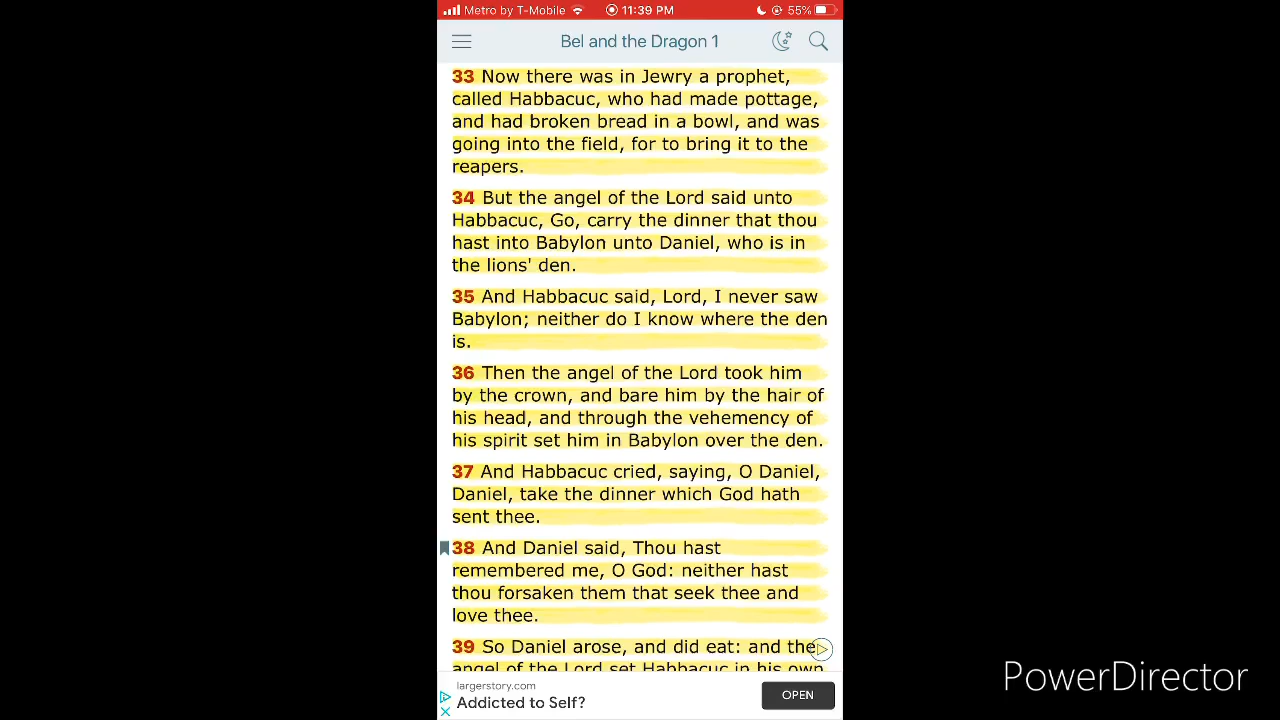 Metro by T-Mobile 11:39 PM 55%
Bel and the Dragon 1
33 Now there was in Jewry a prophet,
called Habbacuc, who had made pottage,
and had broken bread in a bowl, and was
going into the field, for to bring it to the
reapers.
34 But the angel of the Lord said unto
Habbacuc, Go, carry the dinner that thou
hast into Babylon unto Daniel, who is in
the lions' den.
35 And Habbacuc said, Lord, I never saw
Babylon; neither do I know where the den
is.
36 Then the angel of the Lord took him
by the crown, and bare him by the hair of
his head, and through the vehemency of
his spirit set him in Babylon over the den.
37 And Habbacuc cried, saying, O Daniel,
Daniel, take the dinner which God hath
sent thee.
38 And Daniel said, Thou hast
remembered me, O God: neither hast
thou forsaken them that seek thee and
love thee.
39 So Daniel arose, and did eat: and the
angel of the Lord set Habbacuc in his own
largerstory.com
Addicted to Self?
OPEN
PowerDirector